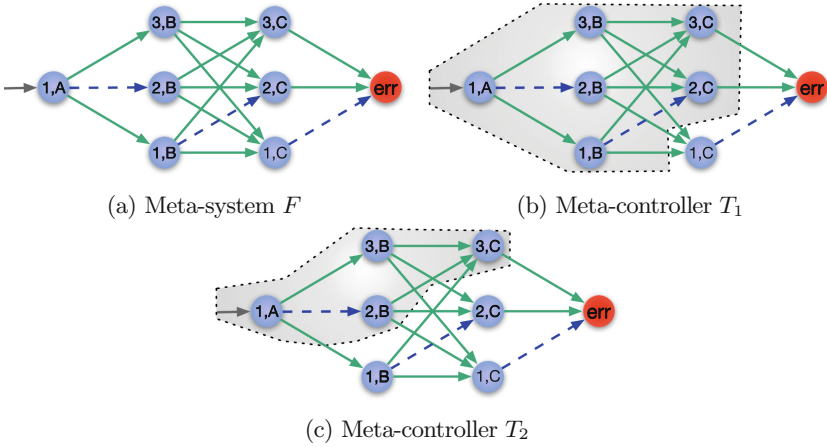 3,B 3,C
1,A 2,B 2,C err
1,B 1,C
(a) Meta-system F
3,B 3,C
1,A 2,B 2,C err
1,B 1,C
(b) Meta-controller T₁
3,B 3,C
1,A 2,B 2,C err
1,B 1,C
(c) Meta-controller T₂